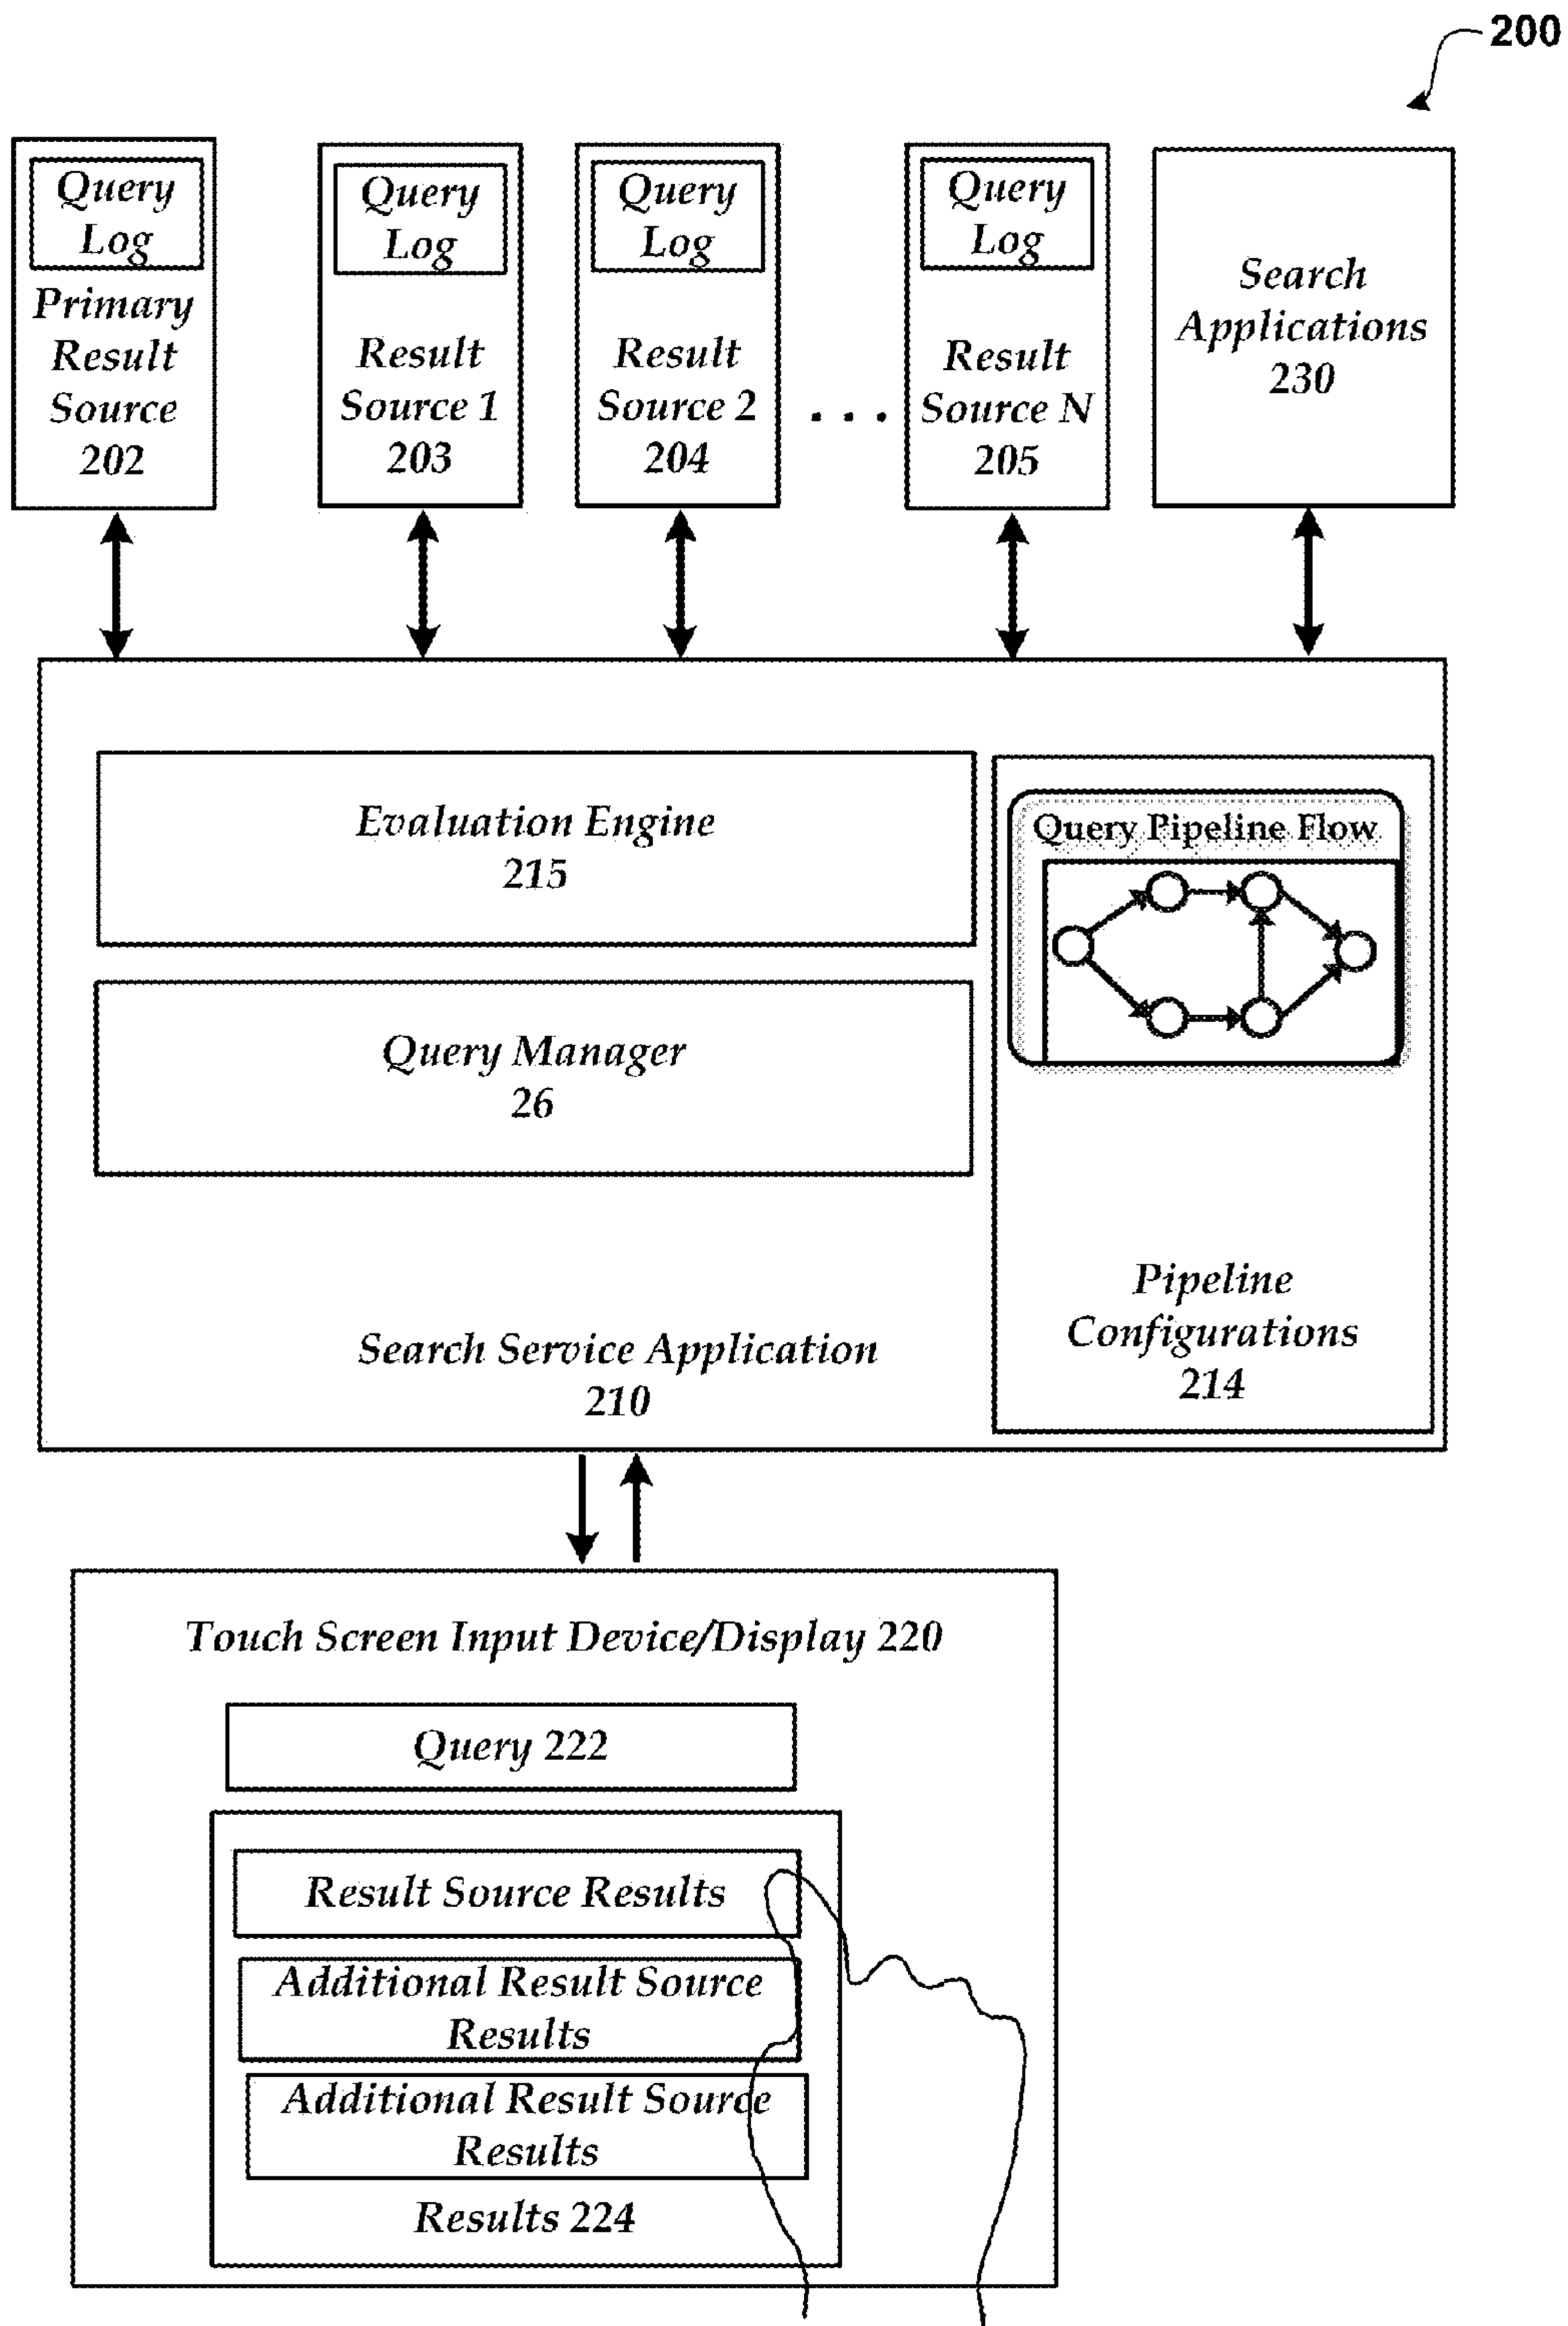 200
Query
Log
Primary
Result
Source
202
Query
Log
Result
Source 1
203
Query
Log
Result
Source 2
204
. . .
Query
Log
Result
Source N
205
Search
Applications
230
Evaluation Engine
215
Query Manager
26
Search Service Application
210
Query Pipeline Flow
Pipeline
Configurations
214
Touch Screen Input Device/Display 220
Query 222
Result Source Results
Additional Result Source
Results
Additional Result Source
Results
Results 224